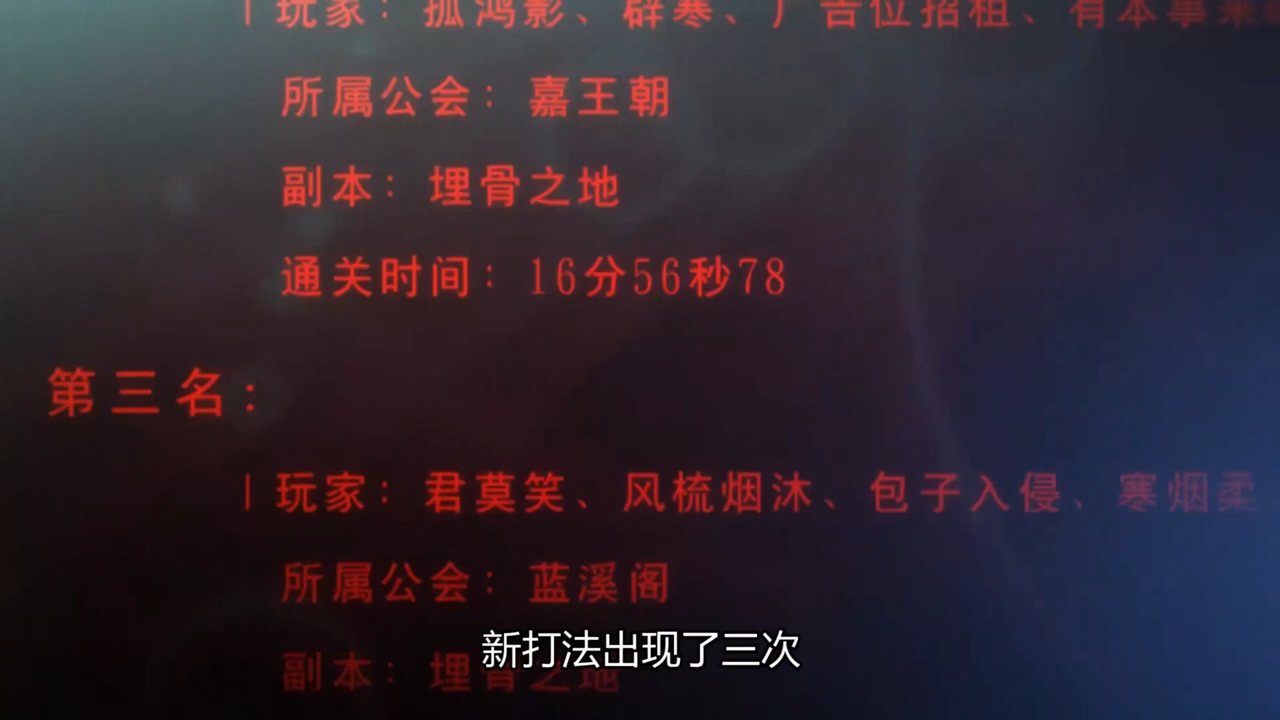 | 玩家：孤鸿影、辟寒、广告位招租、有本事来
所属公会：嘉王朝
副本：埋骨之地
通关时间：16分56秒78
第三名：
| 玩家：君莫笑、风梳烟沐、包子入侵、寒烟柔
所属公会：蓝溪阁
副本：埋骨之地
新打法出现了三次